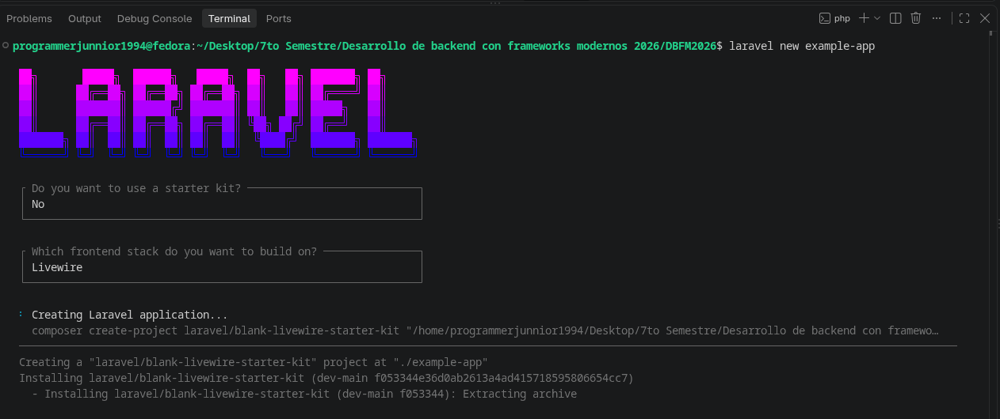 Problems Output Debug Console Terminal Ports php
programmerjunnior1994@fedora:~/Desktop/7to Semestre/Desarrollo de backend con frameworks modernos 2026/DBFM2026$ laravel new example-app
LARAVEL
Do you want to use a starter kit?
No
Which frontend stack do you want to build on?
Livewire
Creating Laravel application...
composer create-project laravel/blank-livewire-starter-kit "/home/programmerjunnior1994/Desktop/7to Semestre/Desarrollo de backend con framewo…
Creating a "laravel/blank-livewire-starter-kit" project at "./example-app"
Installing laravel/blank-livewire-starter-kit (dev-main f053344e36d0ab2613a4ad415718595806654cc7)
- Installing laravel/blank-livewire-starter-kit (dev-main f053344): Extracting archive